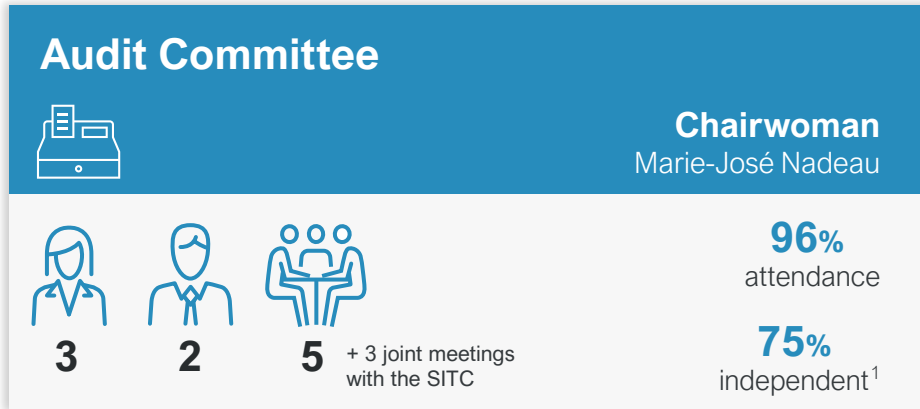 Audit Committee
Chairwoman
Marie-José Nadeau
3
2
5
+ 3 joint meetings
with the SITC
96%
attendance
75%
independent1